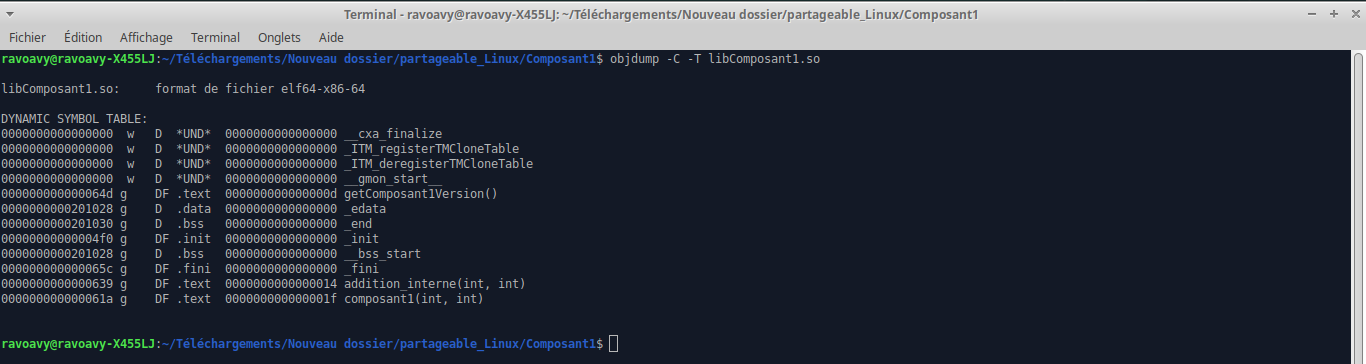 Terminal - ravoavy@ravoavy-X455LJ: ~/Téléchargements/Nouveau dossier/partageable_Linux/Composant1
Fichier Édition Affichage Terminal Onglets Aide
ravoavy@ravoavy-X455LJ:~/Téléchargements/Nouveau dossier/partageable_Linux/Composant1$ objdump -C -T libComposant1.so
libComposant1.so:     format de fichier elf64-x86-64
DYNAMIC SYMBOL TABLE:
0000000000000000  w   D  *UND*  0000000000000000 __cxa_finalize
0000000000000000  w   D  *UND*  0000000000000000 _ITM_registerTMCloneTable
0000000000000000  w   D  *UND*  0000000000000000 _ITM_deregisterTMCloneTable
0000000000000000  w   D  *UND*  0000000000000000 __gmon_start__
000000000000064d g    DF .text  000000000000000d getComposant1Version()
0000000000201028 g    D  .data  0000000000000000 _edata
0000000000201030 g    D  .bss   0000000000000000 _end
00000000000004f0 g    DF .init  0000000000000000 _init
0000000000201028 g    D  .bss   0000000000000000 __bss_start
000000000000065c g    DF .fini  0000000000000000 _fini
0000000000000639 g    DF .text  0000000000000014 addition_interne(int, int)
000000000000061a g    DF .text  000000000000001f composant1(int, int)
ravoavy@ravoavy-X455LJ:~/Téléchargements/Nouveau dossier/partageable_Linux/Composant1$